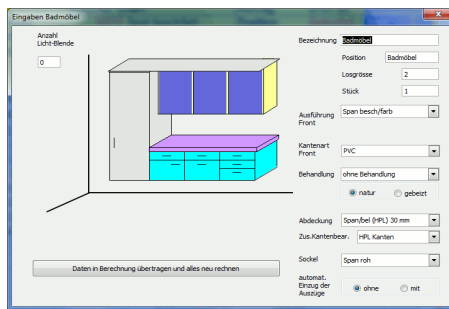 Eingaben Badmöbel
Anzahl
Licht-Blende
0
Bezeichnung Badmöbel
Position Badmöbel
Losgrösse 2
Stück 1
Ausführung
Front Span besch/farb
Kantenart
Front PVC
Behandlung ohne Behandlung
natur gebeizt
Abdeckung Span/bel (HPL) 30 mm
Zus.Kantenbear. HPL Kanten
Sockel Span roh
automat.
Einzug der
Auszüge ohne mit
Daten in Berechnung übertragen und alles neu rechnen